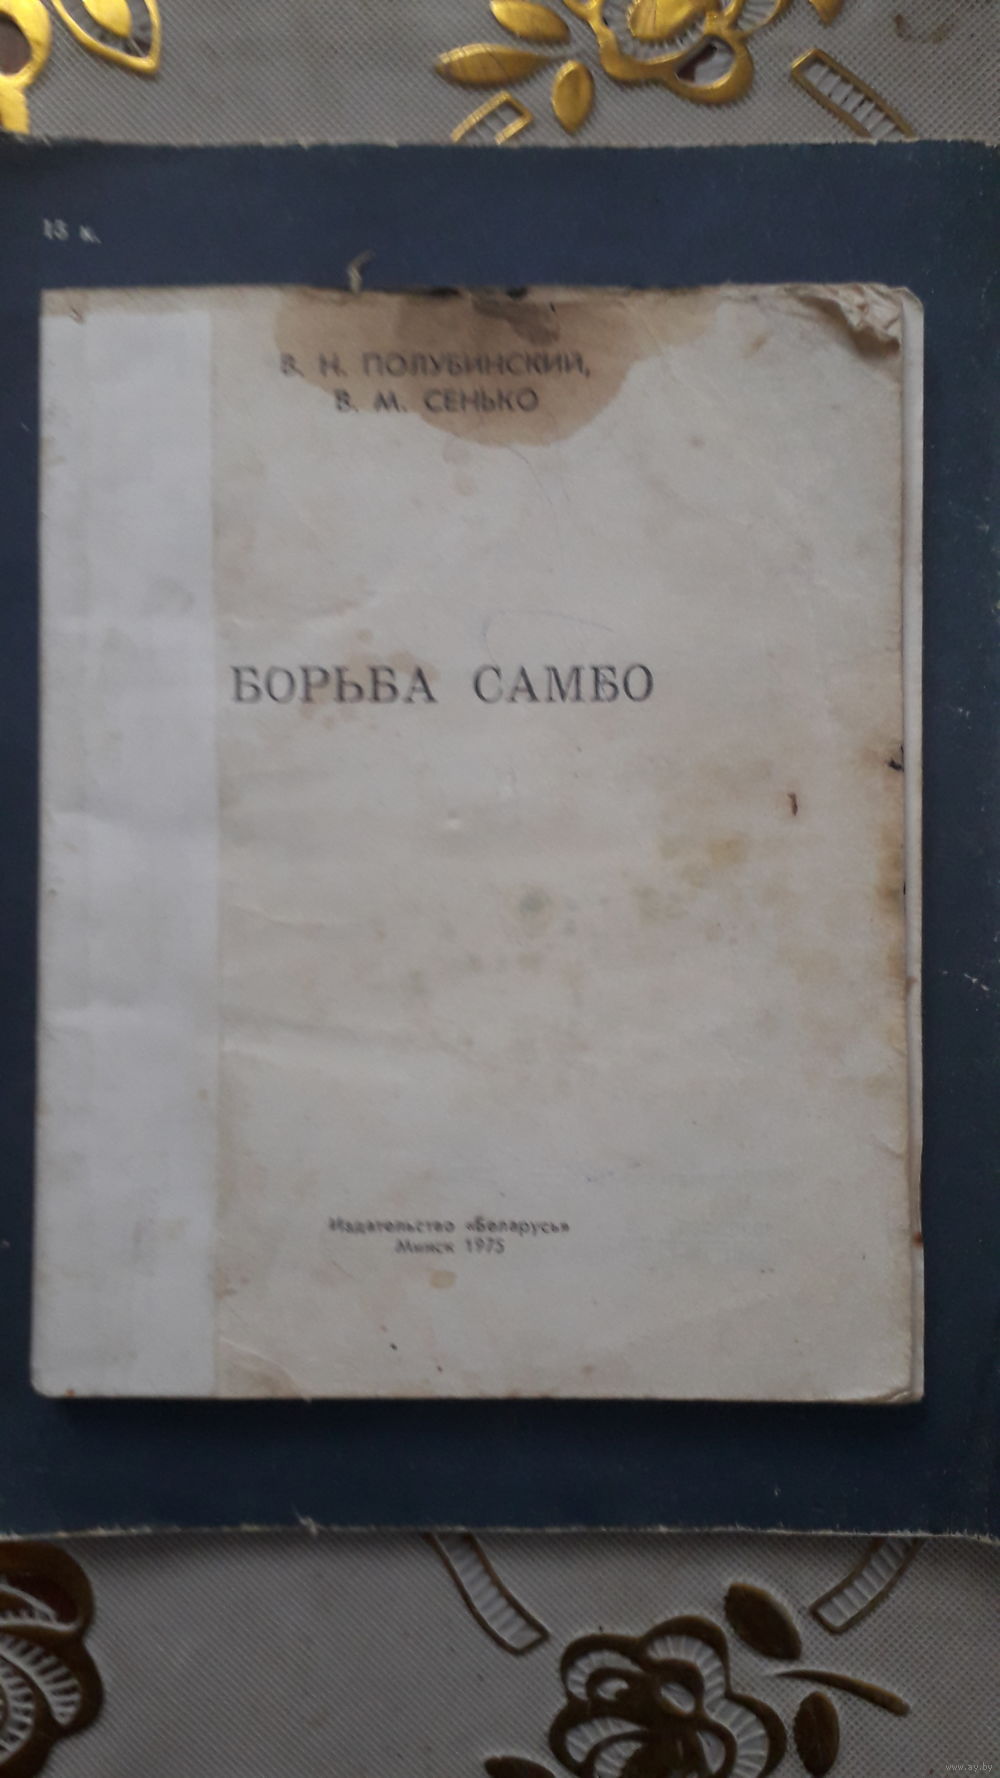 13 к.
В. Н. ПОЛУБИНСКИЙ,
В. М. СЕНЬКО
БОРЬБА САМБО
Издательство «Беларусь»
Минск 1975
www.ay.by